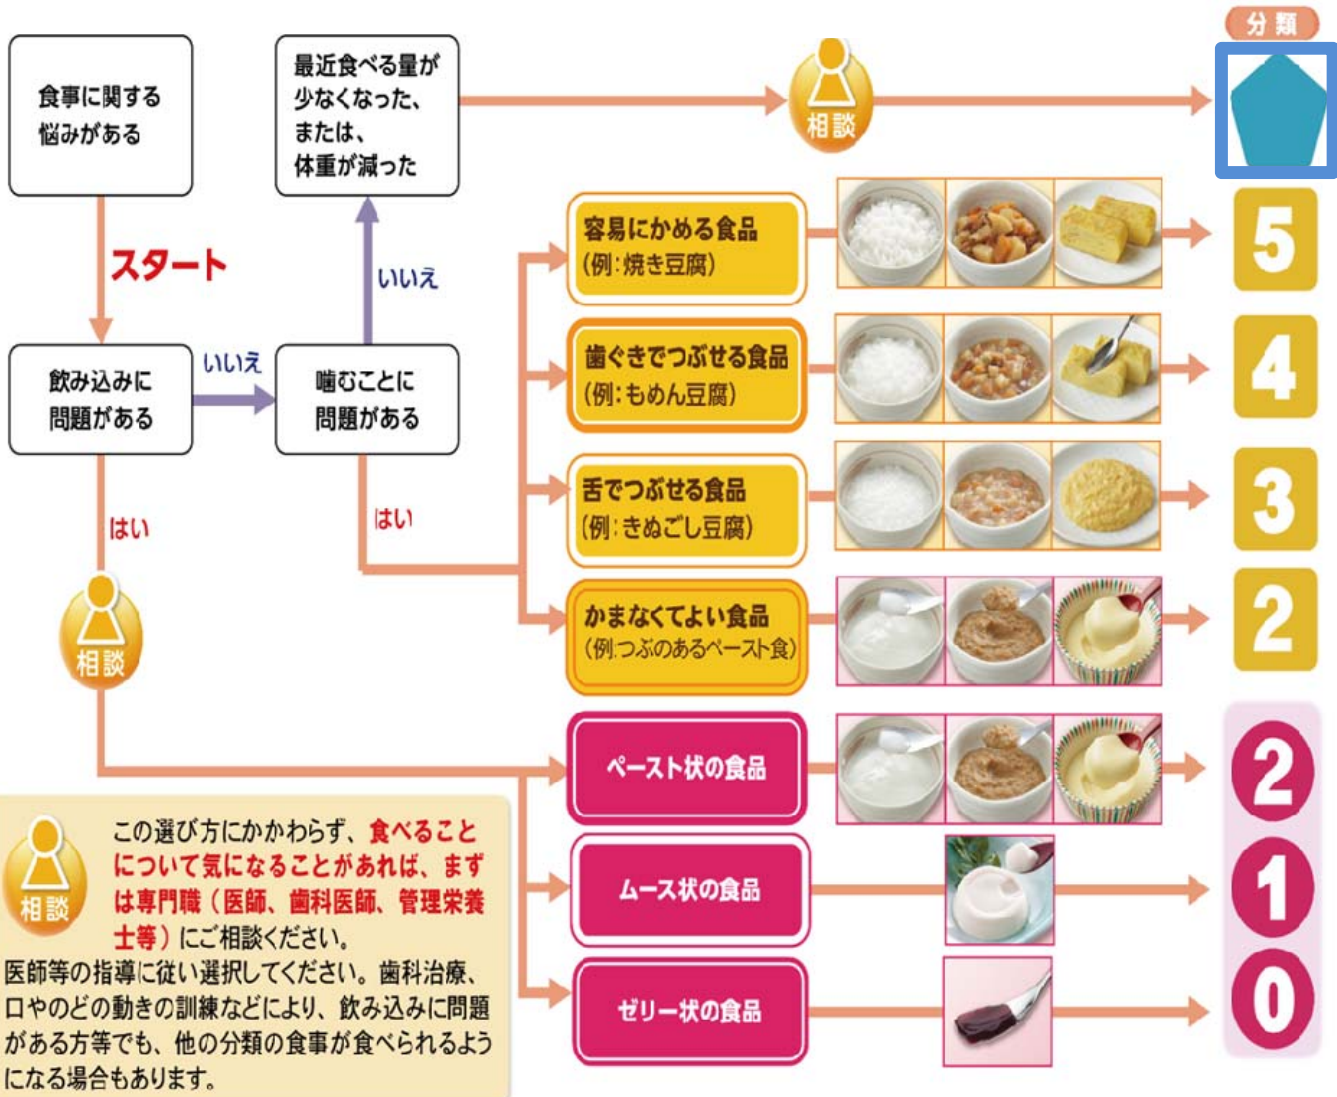 分類
食事に関する
悩みがある
最近食べる量が
少なくなった、
または、
体重が減った
相談
スタート
いいえ
飲み込みに
問題がある
いいえ
噛むことに
問題がある
はい
はい
相談
容易にかめる食品
(例:焼き豆腐)
5
歯ぐきでつぶせる食品
(例:もめん豆腐)
4
舌でつぶせる食品
(例:きぬごし豆腐)
3
かまなくてよい食品
(例:つぶのあるペースト食)
2
ペースト状の食品
2
ムース状の食品
1
ゼリー状の食品
0
相談
この選び方にかかわらず、食べること
について気になることがあれば、まず
は専門職(医師、歯科医師、管理栄養
士等)にご相談ください。
医師等の指導に従い選択してください。歯科治療、
口やのどの動きの訓練などにより、飲み込みに問題
がある方等でも、他の分類の食事が食べられるよう
になる場合もあります。